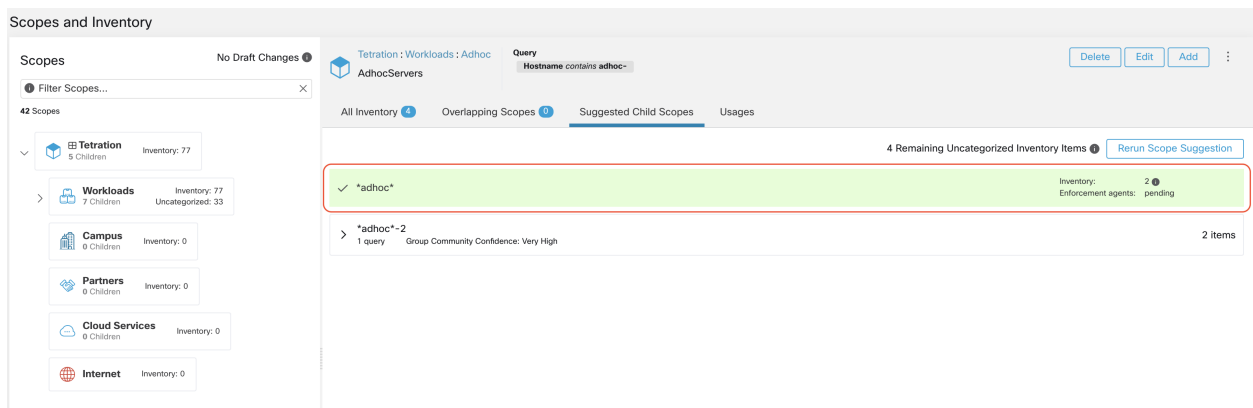 Scopes and Inventory
Scopes
No Draft Changes
Filter Scopes...
42 Scopes
Tetration
5 Children
Inventory: 77
Workloads
7 Children
Inventory: 77
Uncategorized: 33
Campus
0 Children
Inventory: 0
Partners
0 Children
Inventory: 0
Cloud Services
0 Children
Inventory: 0
Internet
Inventory: 0
Tetration : Workloads : Adhoc
AdhocServers
Query
Hostname contains adhoc-
Delete
Edit
Add
All Inventory 4
Overlapping Scopes 0
Suggested Child Scopes
Usages
4 Remaining Uncategorized Inventory Items
Rerun Scope Suggestion
*adhoc*
Inventory: 2
Enforcement agents: pending
*adhoc*-2
1 query Group Community Confidence: Very High
2 items